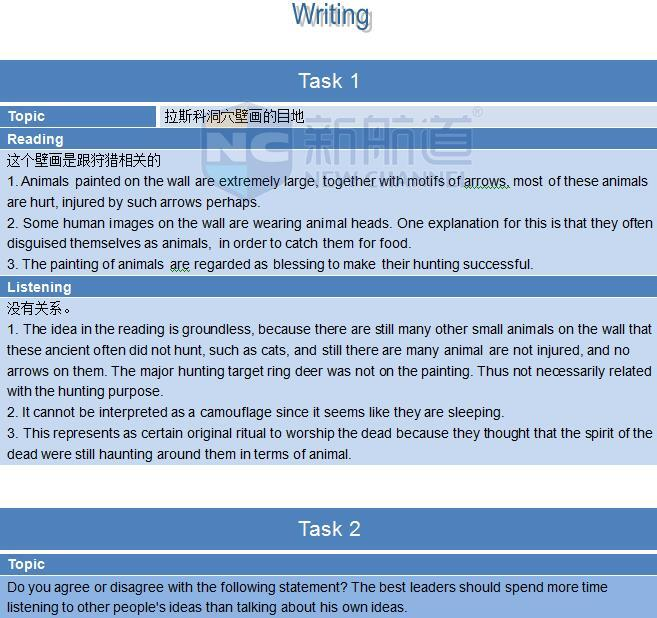 Writing
Task 1
Topic 拉斯科洞穴壁画的目地
新航道®
NC NEW CHANNEL
Reading
这个壁画是跟狩猎相关的
1. Animals painted on the wall are extremely large, together with motifs of arrows, most of these animals
are hurt, injured by such arrows perhaps.
2. Some human images on the wall are wearing animal heads. One explanation for this is that they often
disguised themselves as animals, in order to catch them for food.
3. The painting of animals are regarded as blessing to make their hunting successful.
Listening
没有关系。
1. The idea in the reading is groundless, because there are still many other small animals on the wall that
these ancient often did not hunt, such as cats, and still there are many animal are not injured, and no
arrows on them. The major hunting target ring deer was not on the painting. Thus not necessarily related
with the hunting purpose.
2. It cannot be interpreted as a camouflage since it seems like they are sleeping.
3. This represents as certain original ritual to worship the dead because they thought that the spirit of the
dead were still haunting around them in terms of animal.
Task 2
Topic
Do you agree or disagree with the following statement? The best leaders should spend more time
listening to other people's ideas than talking about his own ideas.